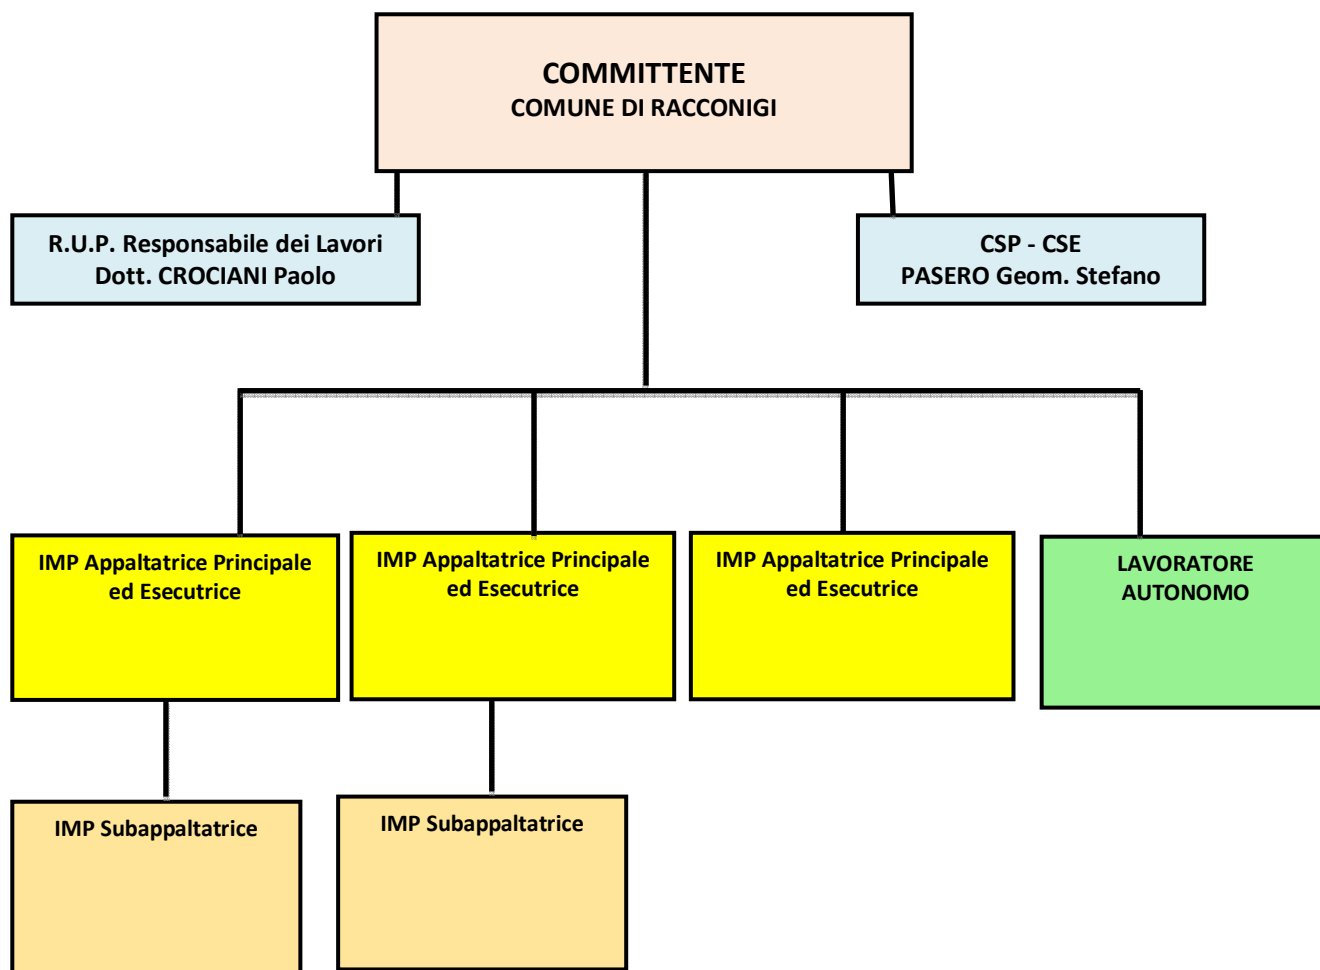 COMMITTENTE
COMUNE DI RACCONIGI
R.U.P. Responsabile dei Lavori
Dott. CROCIANI Paolo
CSP - CSE
PASERO Geom. Stefano
IMP Appaltatrice Principale
ed Esecutrice
IMP Appaltatrice Principale
ed Esecutrice
IMP Appaltatrice Principale
ed Esecutrice
LAVORATORE
AUTONOMO
IMP Subappaltatrice
IMP Subappaltatrice